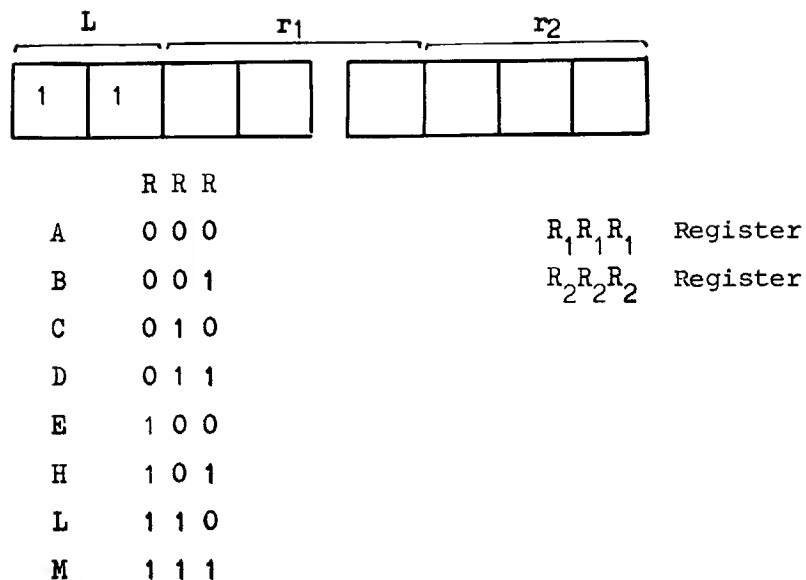 L r1 r2
1 1
R R R
A 0 0 0 R1R1R1 Register
B 0 0 1 R2R2R2 Register
C 0 1 0
D 0 1 1
E 1 0 0
H 1 0 1
L 1 1 0
M 1 1 1